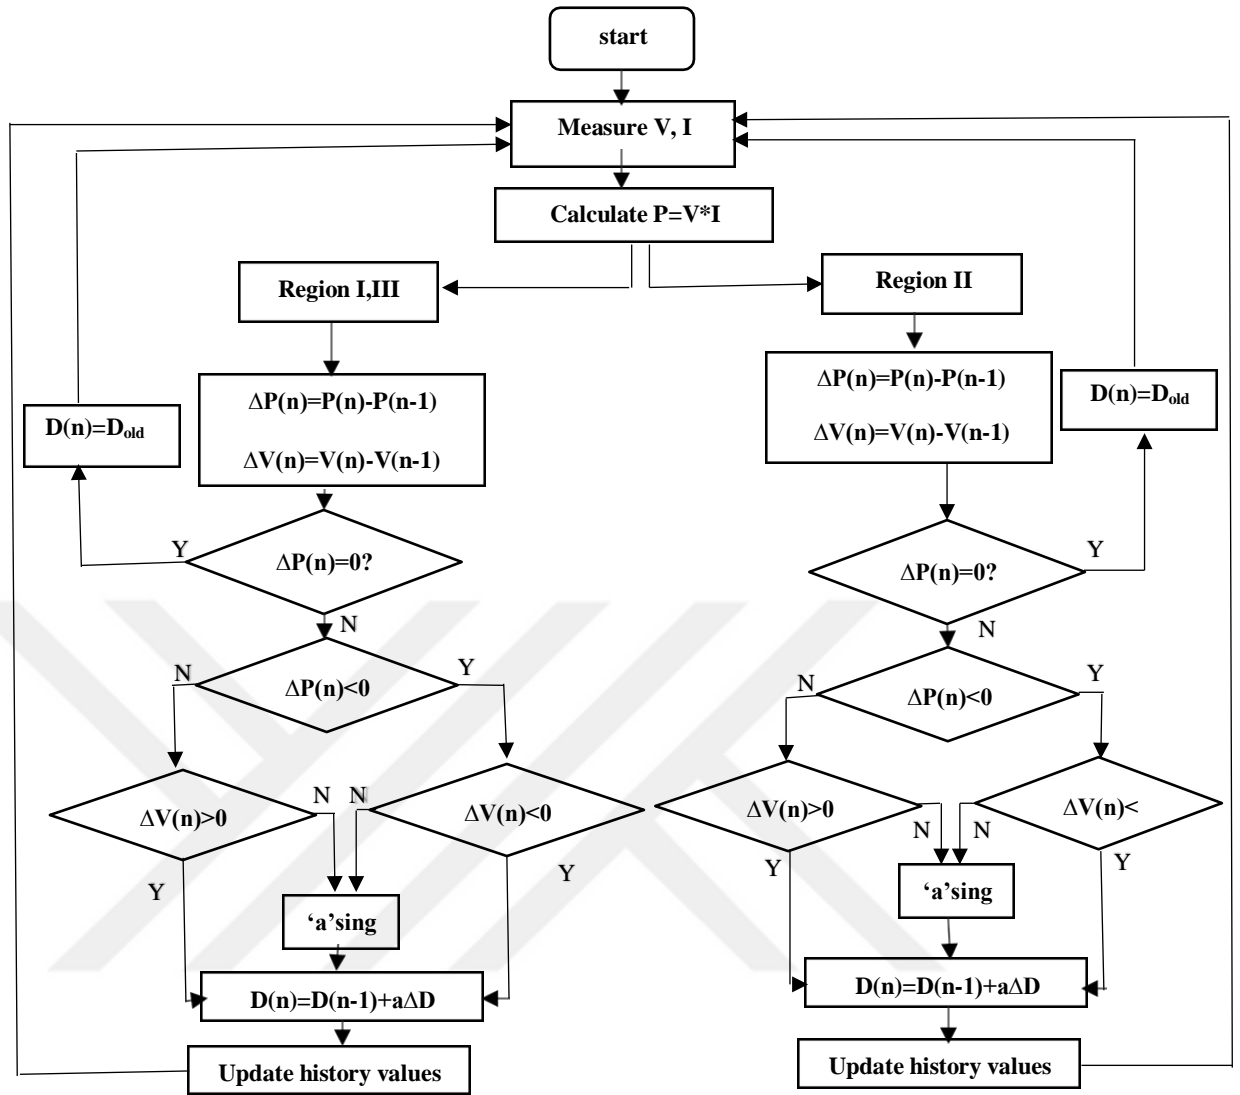 start
Measure V, I
Calculate P=V*I
Region I,III
Region II
ΔP(n)=P(n)-P(n-1)
ΔV(n)=V(n)-V(n-1)
D(n)=Dold
ΔP(n)=P(n)-P(n-1)
ΔV(n)=V(n)-V(n-1)
D(n)=Dold
Y
ΔP(n)=0?
N
Y
ΔP(n)=0?
N
N
ΔP(n)<0
Y
N
ΔP(n)<0
Y
ΔV(n)>0
N
N
ΔV(n)<0
Y
Y
ΔV(n)>0
N
N
ΔV(n)<
Y
Y
‘a’sing
‘a’sing
D(n)=D(n-1)+aΔD
D(n)=D(n-1)+aΔD
Update history values
Update history values